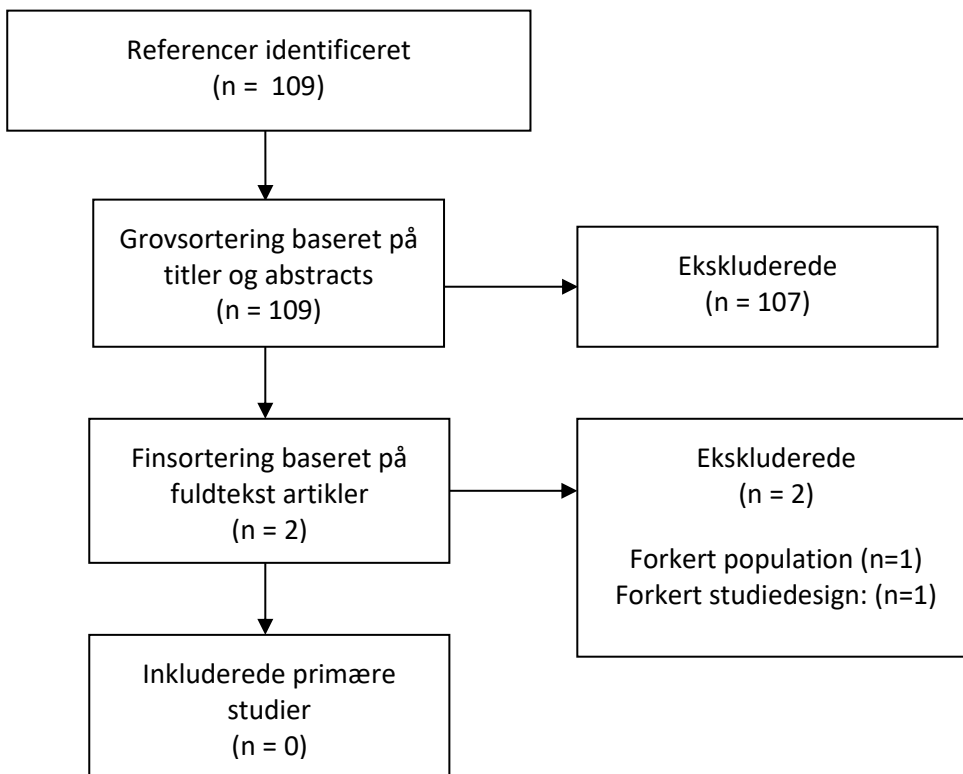 Referencer identificeret
(n =  109)
Grovsortering baseret på
titler og abstracts
(n = 109)
Ekskluderede
(n = 107)
Finsortering baseret på
fuldtekst artikler
(n = 2)
Ekskluderede
(n = 2)
Forkert population (n=1)
Forkert studiedesign: (n=1)
Inkluderede primære
studier
(n = 0)